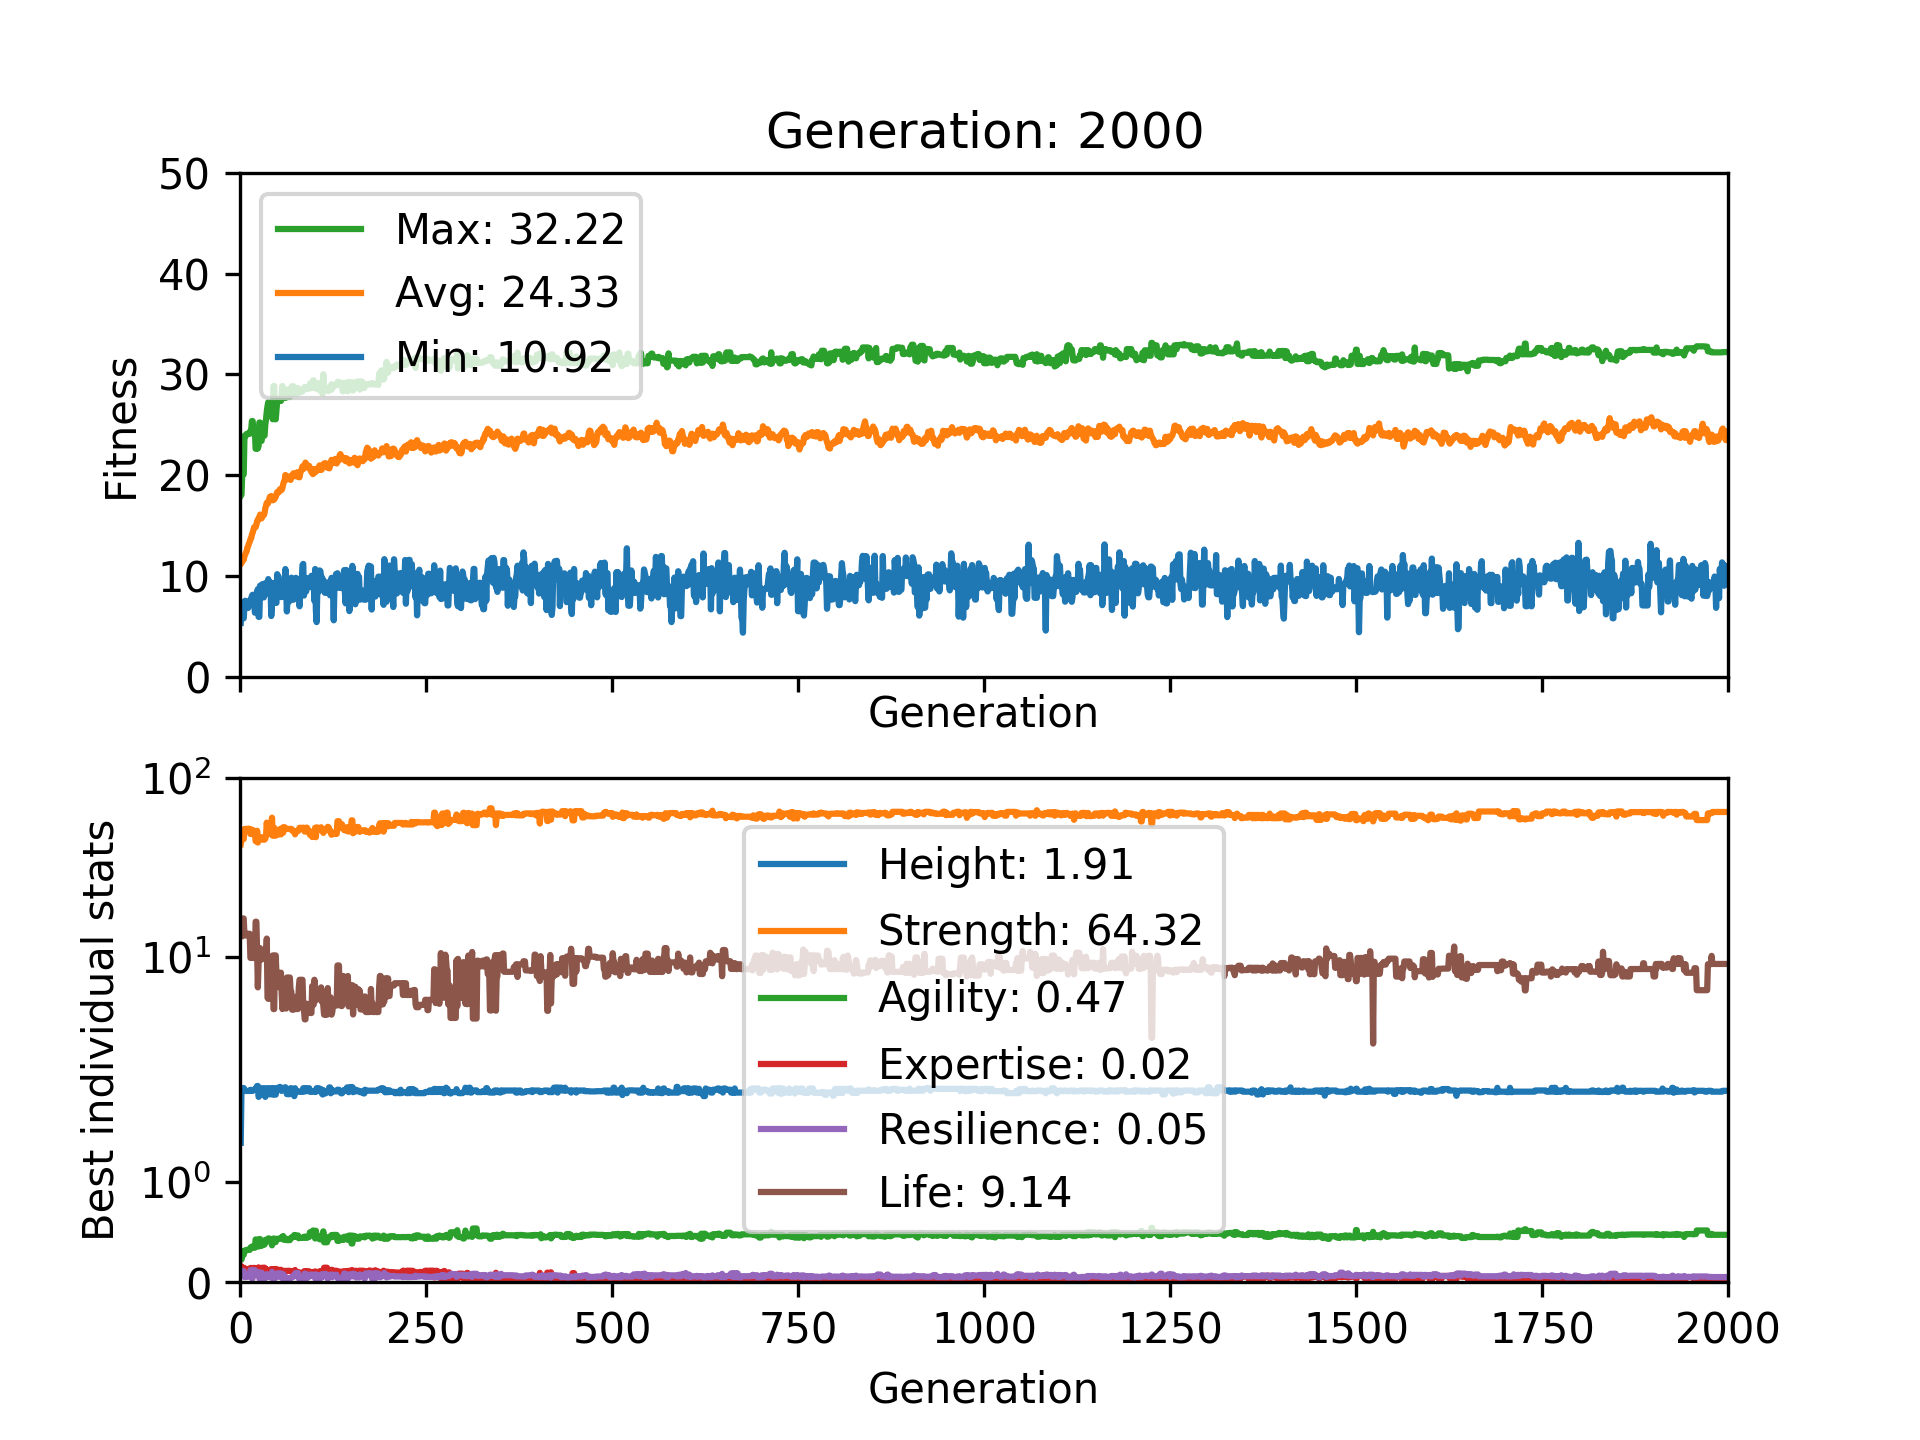 Generation: 2000
50
40
30
20
10
0
Fitness
Max: 32.22
Avg: 24.33
Min: 10.92
Generation
10²
10¹
10⁰
0
Best individual stats
Height: 1.91
Strength: 64.32
Agility: 0.47
Expertise: 0.02
Resilience: 0.05
Life: 9.14
0 250 500 750 1000 1250 1500 1750 2000
Generation